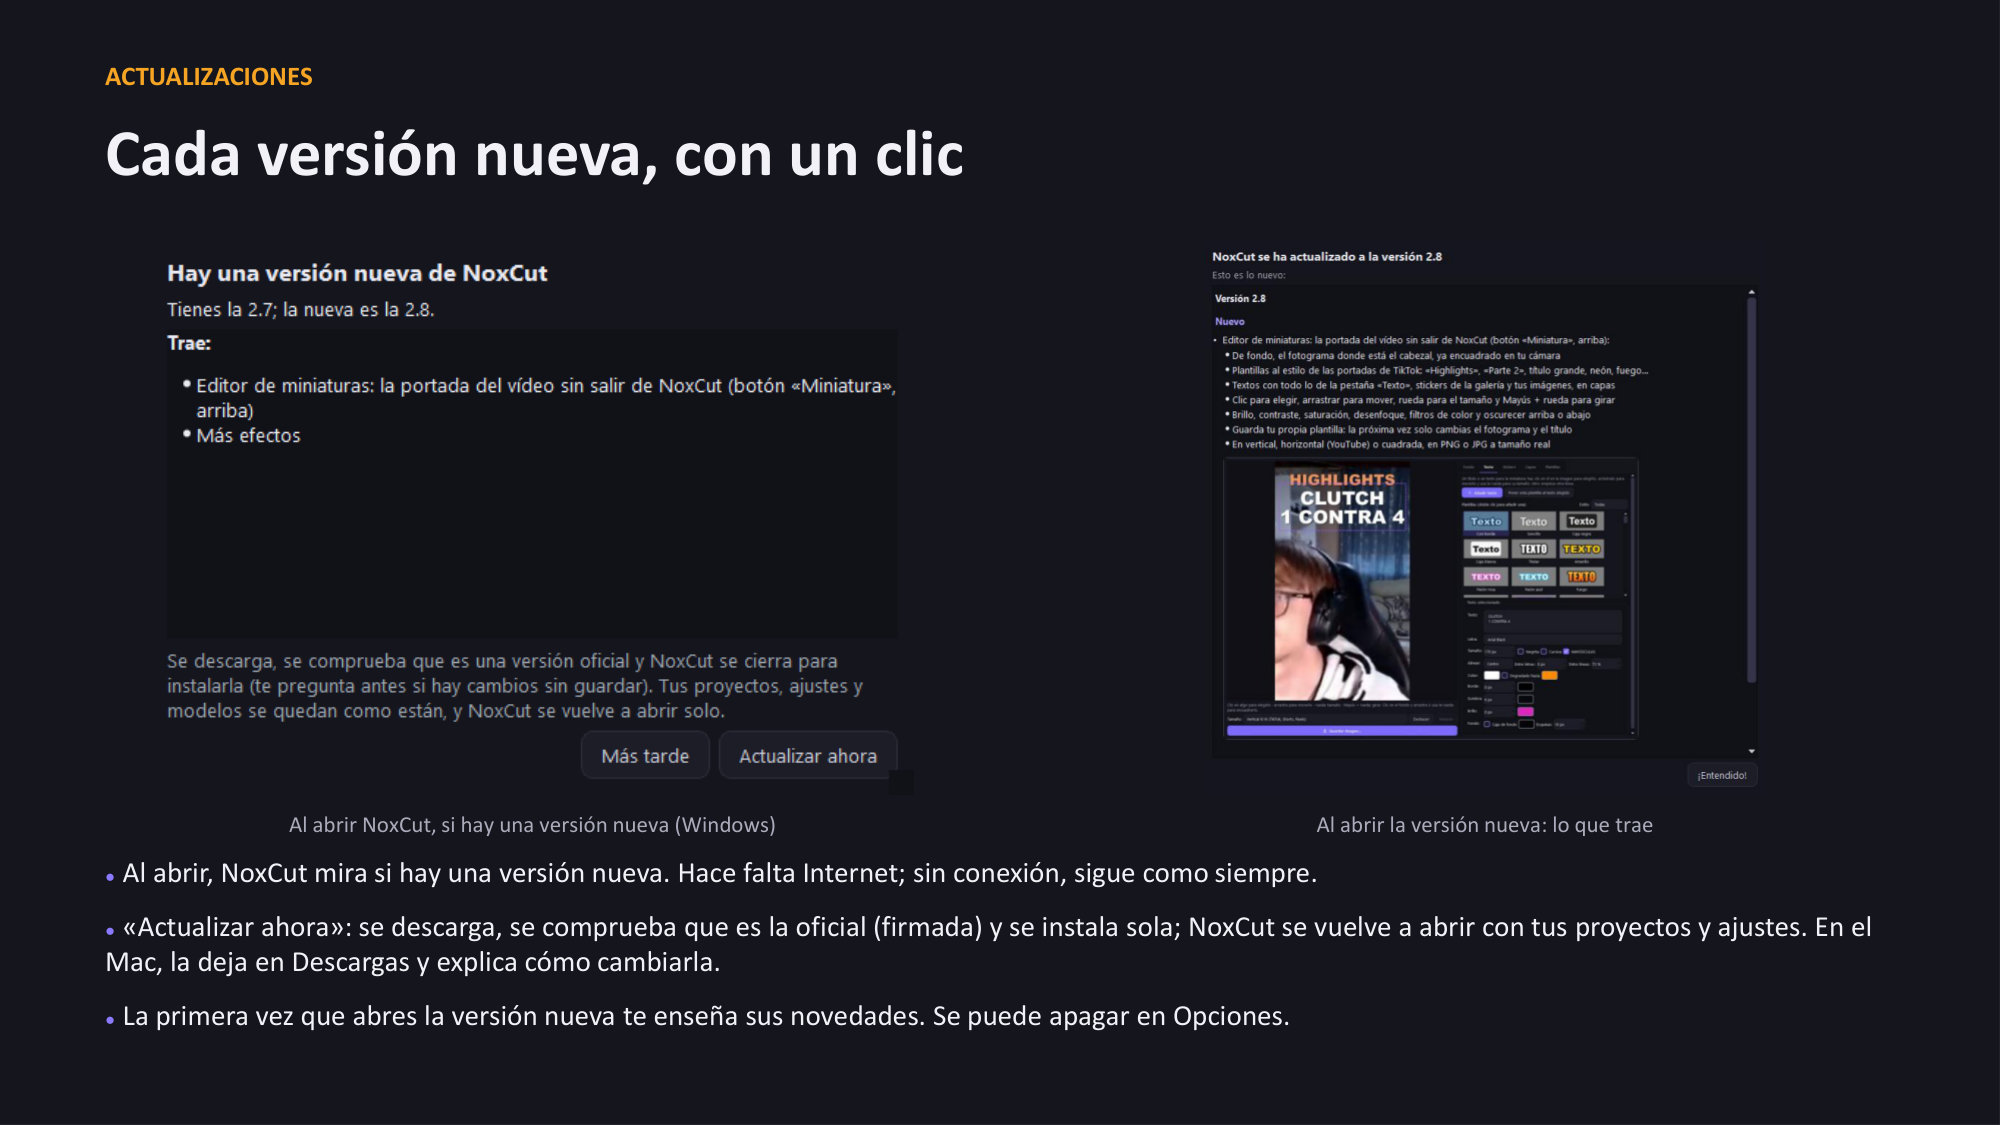 ACTUALIZACIONES
Cada versión nueva, con un clic
Hay una versión nueva de NoxCut
Tienes la 2.7; la nueva es la 2.8.
Trae:
• Editor de miniaturas: la portada del vídeo sin salir de NoxCut (botón «Miniatura»,
arriba)
• Más efectos
Se descarga, se comprueba que es una versión oficial y NoxCut se cierra para
instalarla (te pregunta antes si hay cambios sin guardar). Tus proyectos, ajustes y
modelos se quedan como están, y NoxCut se vuelve a abrir solo.
Más tarde
Actualizar ahora
Al abrir NoxCut, si hay una versión nueva (Windows)
NoxCut se ha actualizado a la versión 2.8
Esto es lo nuevo:
Versión 2.8
Nuevo
• Editor de miniaturas: la portada del vídeo sin salir de NoxCut (botón «Miniatura», arriba):
• De fondo, el fotograma donde está el cabezal, ya encuadrado en tu cámara
• Plantillas al estilo de las portadas de TikTok: «Highlights», «Parte 2», título grande, neón, fuego...
• Textos con todo lo de la pestaña «Texto», stickers de la galería y tus imágenes, en capas
• Clic para elegir, arrastrar para mover, rueda para el tamaño y Mayús + rueda para girar
• Brillo, contraste, saturación, desenfoque, filtros de color y oscurecer arriba o abajo
• Guarda tu propia plantilla: la próxima vez solo cambias el fotograma y el título
• En vertical, horizontal (YouTube) o cuadrada, en PNG o JPG a tamaño real
HIGHLIGHTS
CLUTCH
1 CONTRA 4
Texto Texto Texto
Texto TEXTO TEXTO
TEXTO TEXTO TEXTO
¡Entendido!
Al abrir la versión nueva: lo que trae
• Al abrir, NoxCut mira si hay una versión nueva. Hace falta Internet; sin conexión, sigue como siempre.
• «Actualizar ahora»: se descarga, se comprueba que es la oficial (firmada) y se instala sola; NoxCut se vuelve a abrir con tus proyectos y ajustes. En el
Mac, la deja en Descargas y explica cómo cambiarla.
• La primera vez que abres la versión nueva te enseña sus novedades. Se puede apagar en Opciones.